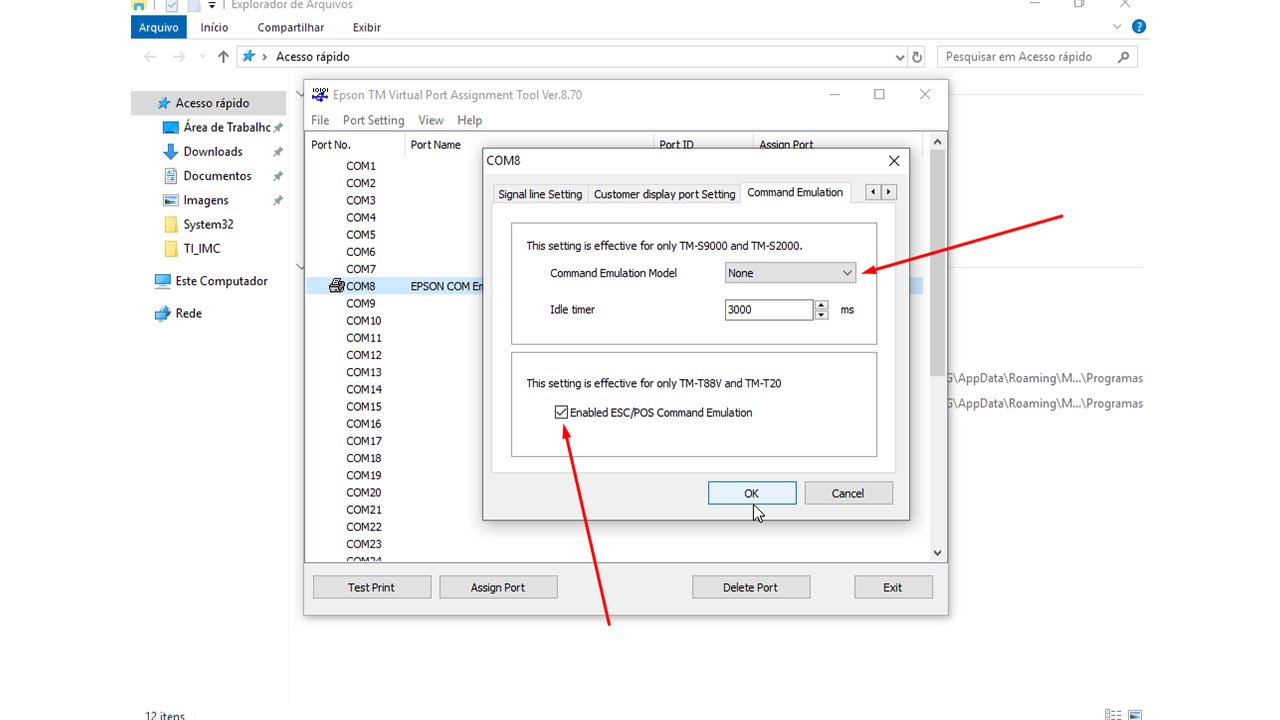 Explorador de Arquivos
Arquivo Início Compartilhar Exibir
Acesso rápido
Pesquisar em Acesso rápido
Acesso rápido
Área de Trabalhc
Downloads
Documentos
Imagens
System32
TI_IMC
Este Computador
Rede
Epson TM Virtual Port Assignment Tool Ver.8.70
File Port Setting View Help
Port No. Port Name Port ID Assign Port
COM1
COM2
COM3
COM4
COM5
COM6
COM7
COM8 EPSON COM Em
COM9
COM10
COM11
COM12
COM13
COM14
COM15
COM16
COM17
COM18
COM19
COM20
COM21
COM22
COM23
COM24
COM8
Signal line Setting Customer display port Setting Command Emulation
This setting is effective for only TM-S9000 and TM-S2000.
Command Emulation Model None
Idle timer 3000 ms
This setting is effective for only TM-T88V and TM-T20
Enabled ESC/POS Command Emulation
OK Cancel
Test Print Assign Port Delete Port Exit
\AppData\Roaming\M...\Programas
\AppData\Roaming\M...\Programas
12 itens